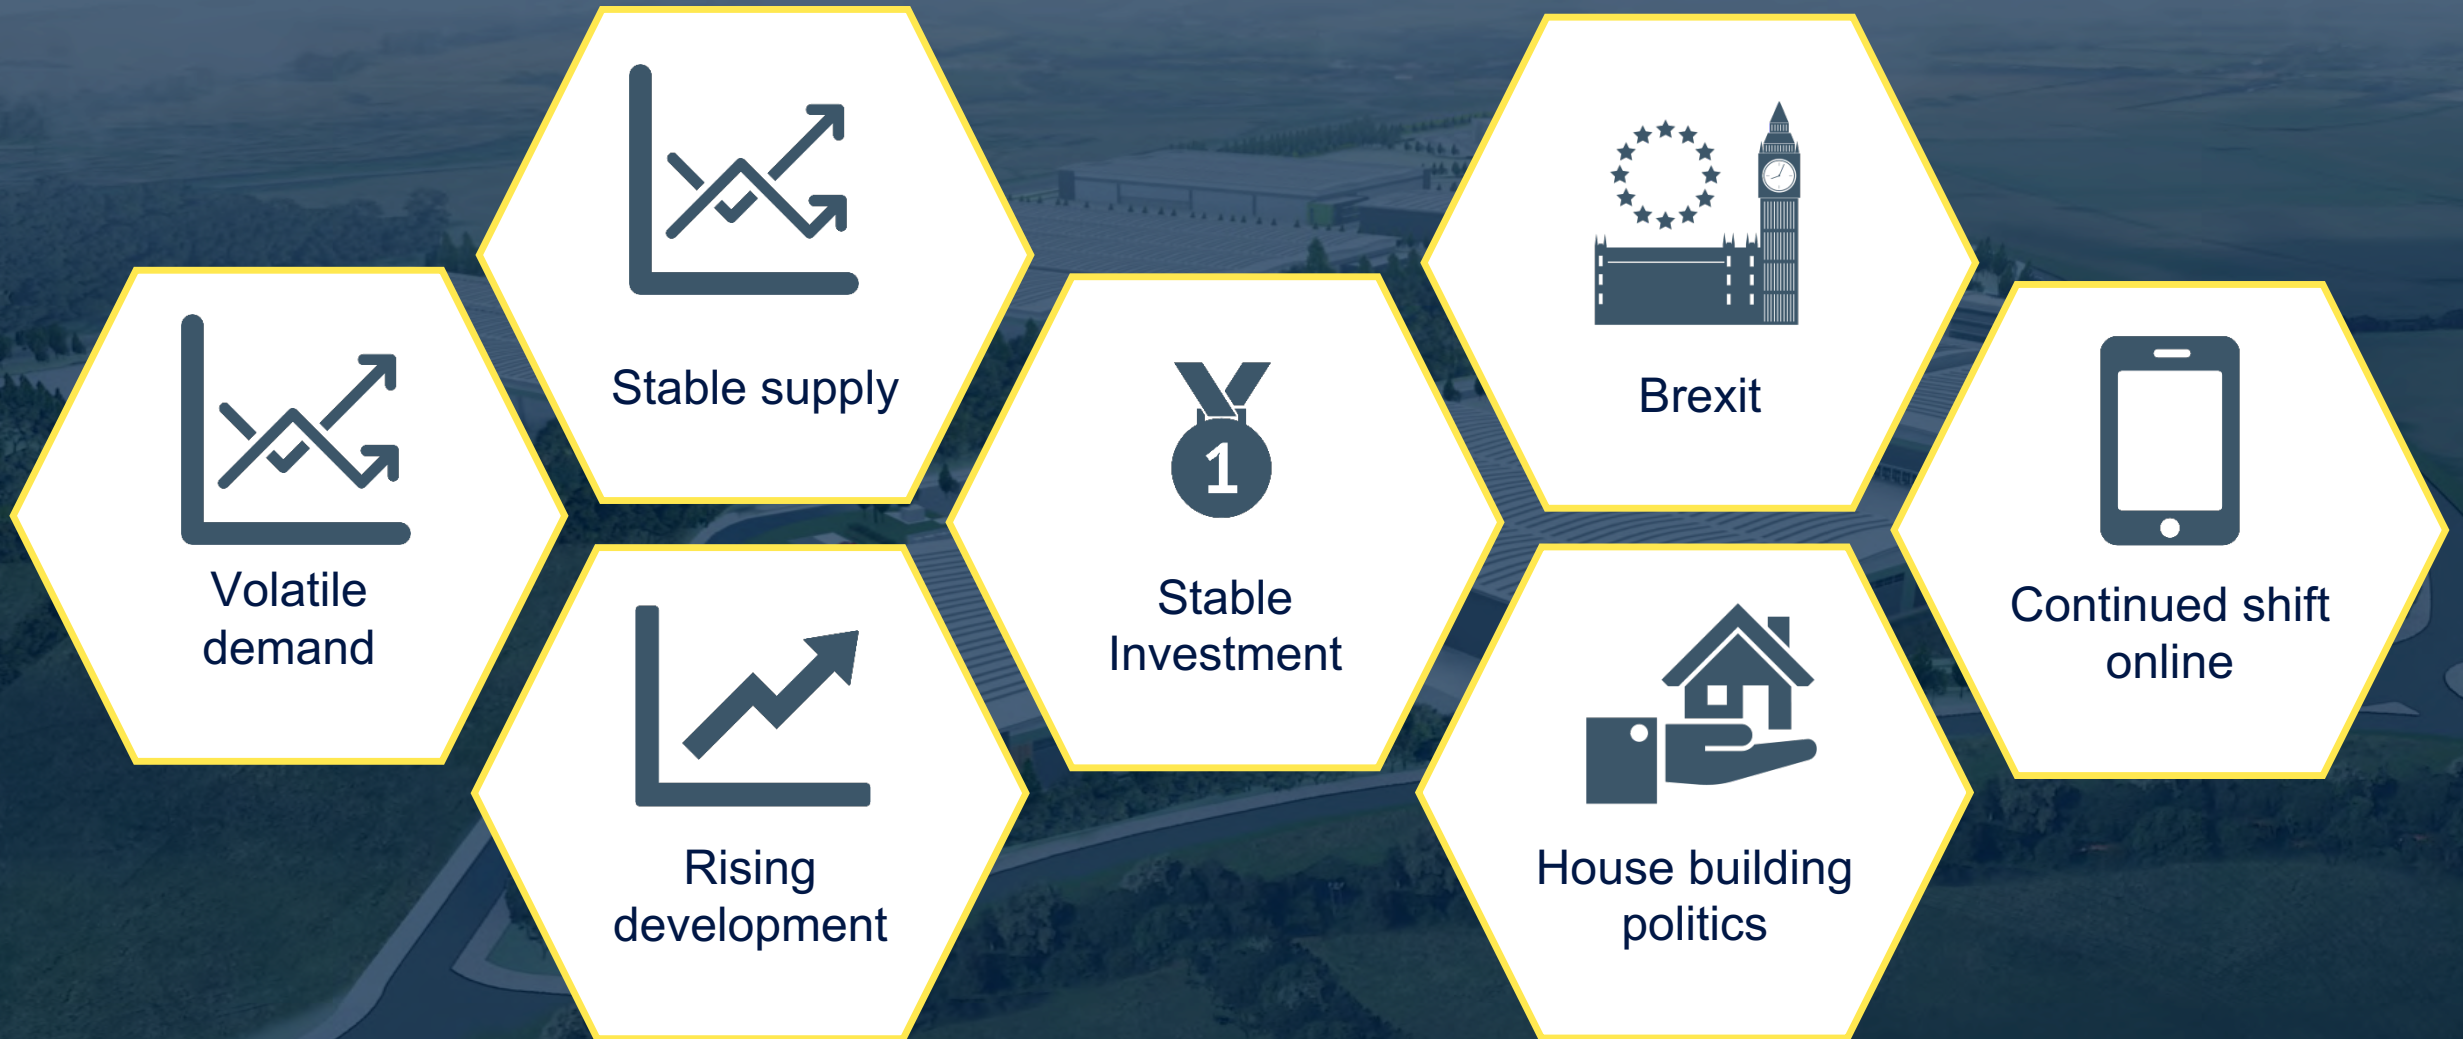 Stable supply
Brexit
Volatile
demand
1
Stable
Investment
Continued shift
online
Rising
development
House building
politics